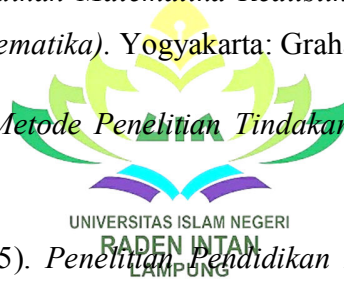 ematika). Yogyakarta: Grah
Metode Penelitian Tindakan
UNIVERSITAS ISLAM NEGERI
RADEN INTAN
LAMPUNG
5). Penelitian Pendidikan